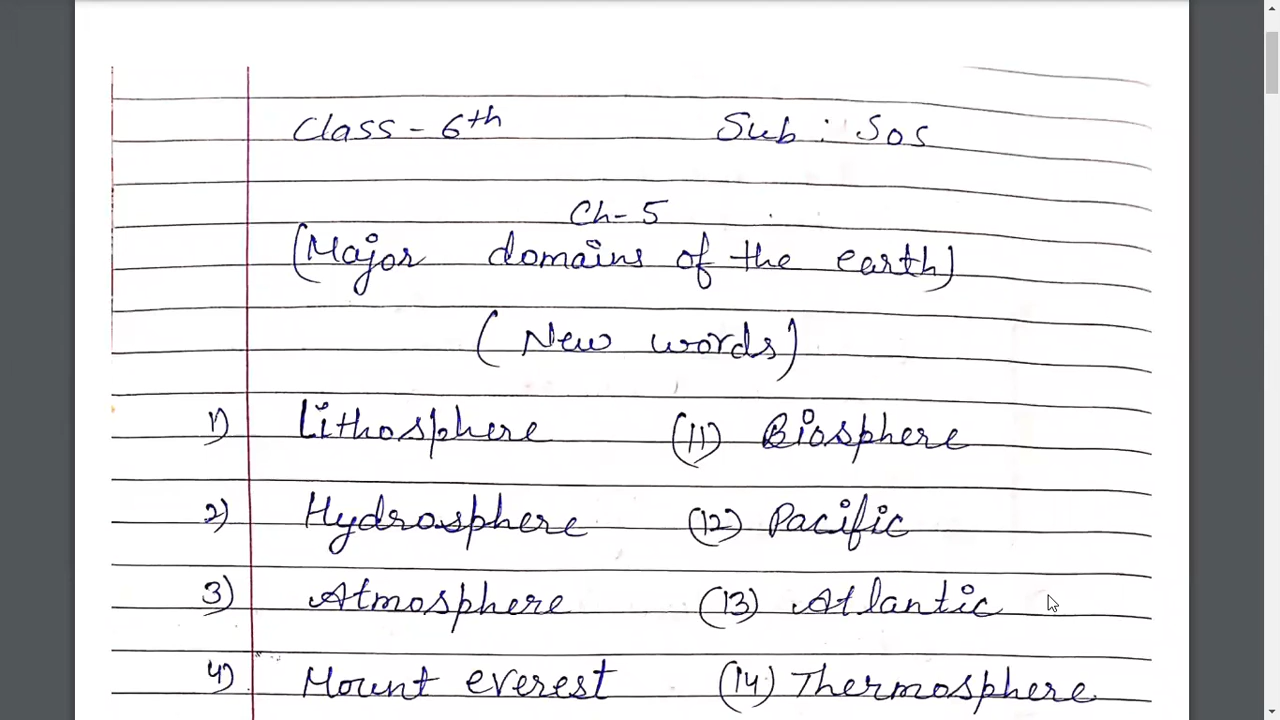 Class - 6th Sub : Sos
Ch- 5
(Major domains of the earth)
(New words)
1) Lithosphere (11) Biosphere
2) Hydrosphere (12) Pacific
3) Atmosphere (13) Atlantic
4) Mount everest (14) Thermosphere